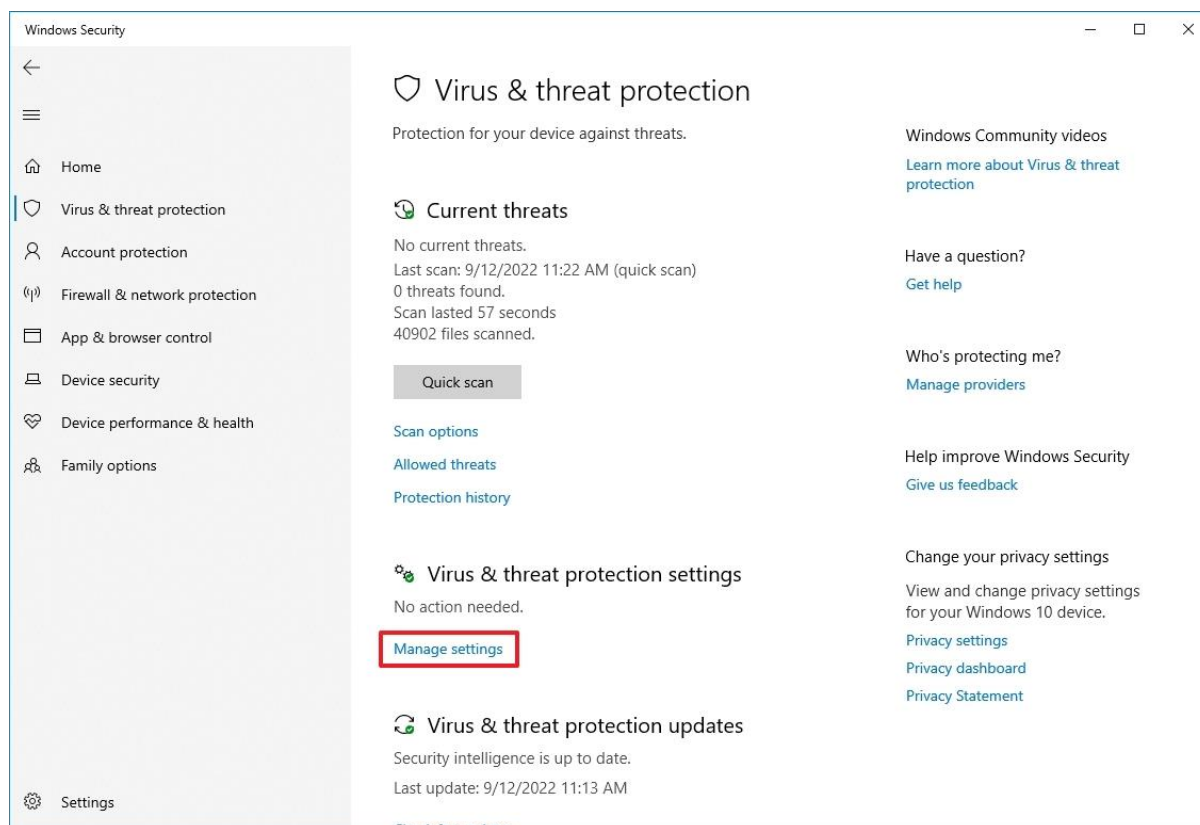 Windows Security
Home
Virus & threat protection
Account protection
Firewall & network protection
App & browser control
Device security
Device performance & health
Family options
Settings
Virus & threat protection
Protection for your device against threats.
Current threats
No current threats.
Last scan: 9/12/2022 11:22 AM (quick scan)
0 threats found.
Scan lasted 57 seconds
40902 files scanned.
Quick scan
Scan options
Allowed threats
Protection history
Virus & threat protection settings
No action needed.
Manage settings
Virus & threat protection updates
Security intelligence is up to date.
Last update: 9/12/2022 11:13 AM
Windows Community videos
Learn more about Virus & threat
protection
Have a question?
Get help
Who's protecting me?
Manage providers
Help improve Windows Security
Give us feedback
Change your privacy settings
View and change privacy settings
for your Windows 10 device.
Privacy settings
Privacy dashboard
Privacy Statement